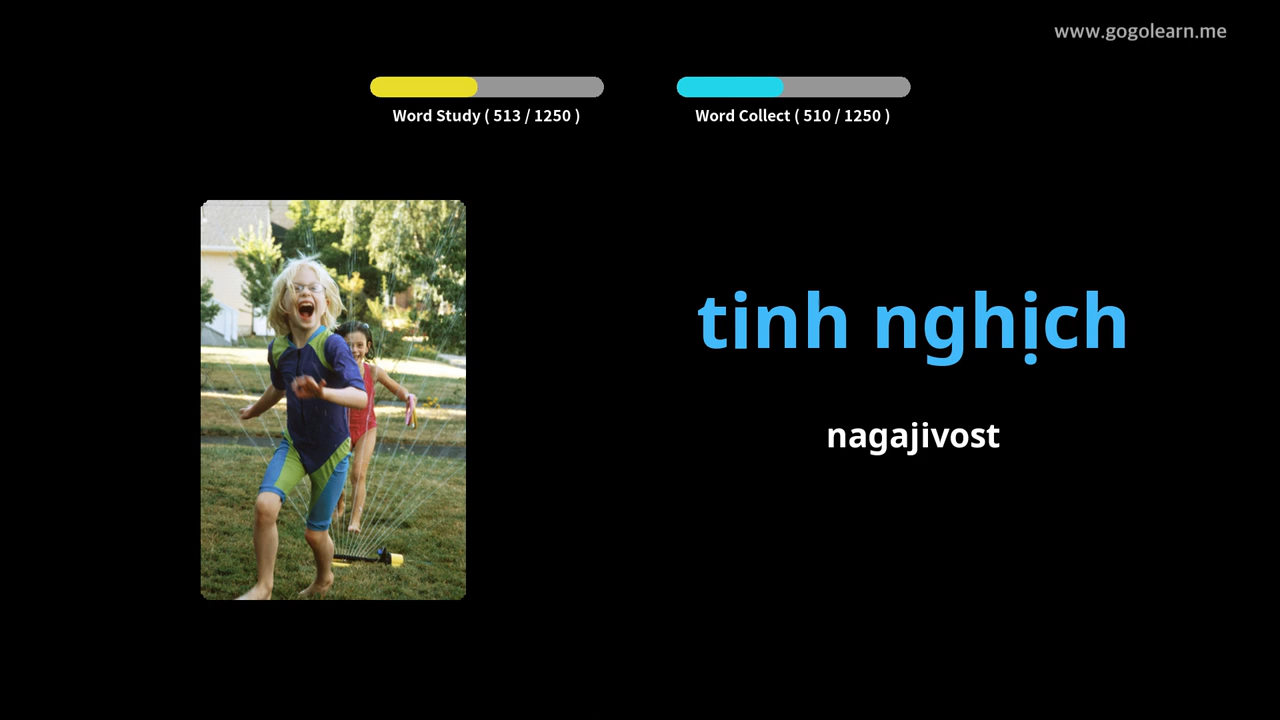 www.gogolearn.me
Word Study ( 513 / 1250 )
Word Collect ( 510 / 1250 )
tinh nghịch
nagajivost